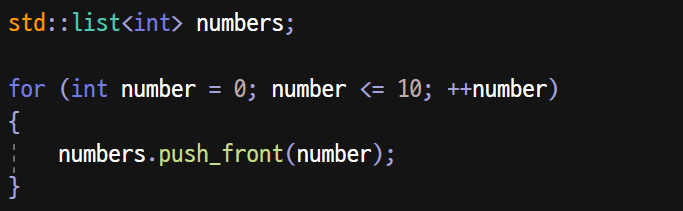 std::list<int> numbers;
for (int number = 0; number <= 10; ++number)
{
numbers.push_front(number);
}